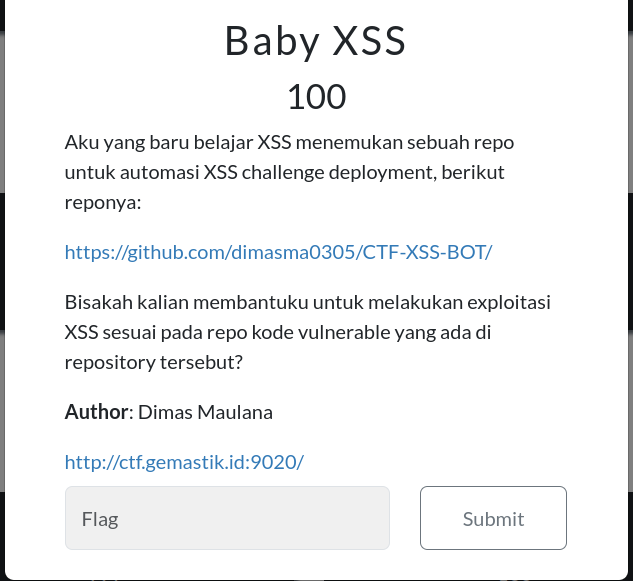 Baby XSS
100
Aku yang baru belajar XSS menemukan sebuah repo
untuk automasi XSS challenge deployment, berikut
reponya:
https://github.com/dimasma0305/CTF-XSS-BOT/
Bisakah kalian membantuku untuk melakukan exploitasi
XSS sesuai pada repo kode vulnerable yang ada di
repository tersebut?
Author: Dimas Maulana
http://ctf.gemastik.id:9020/
Flag
Submit